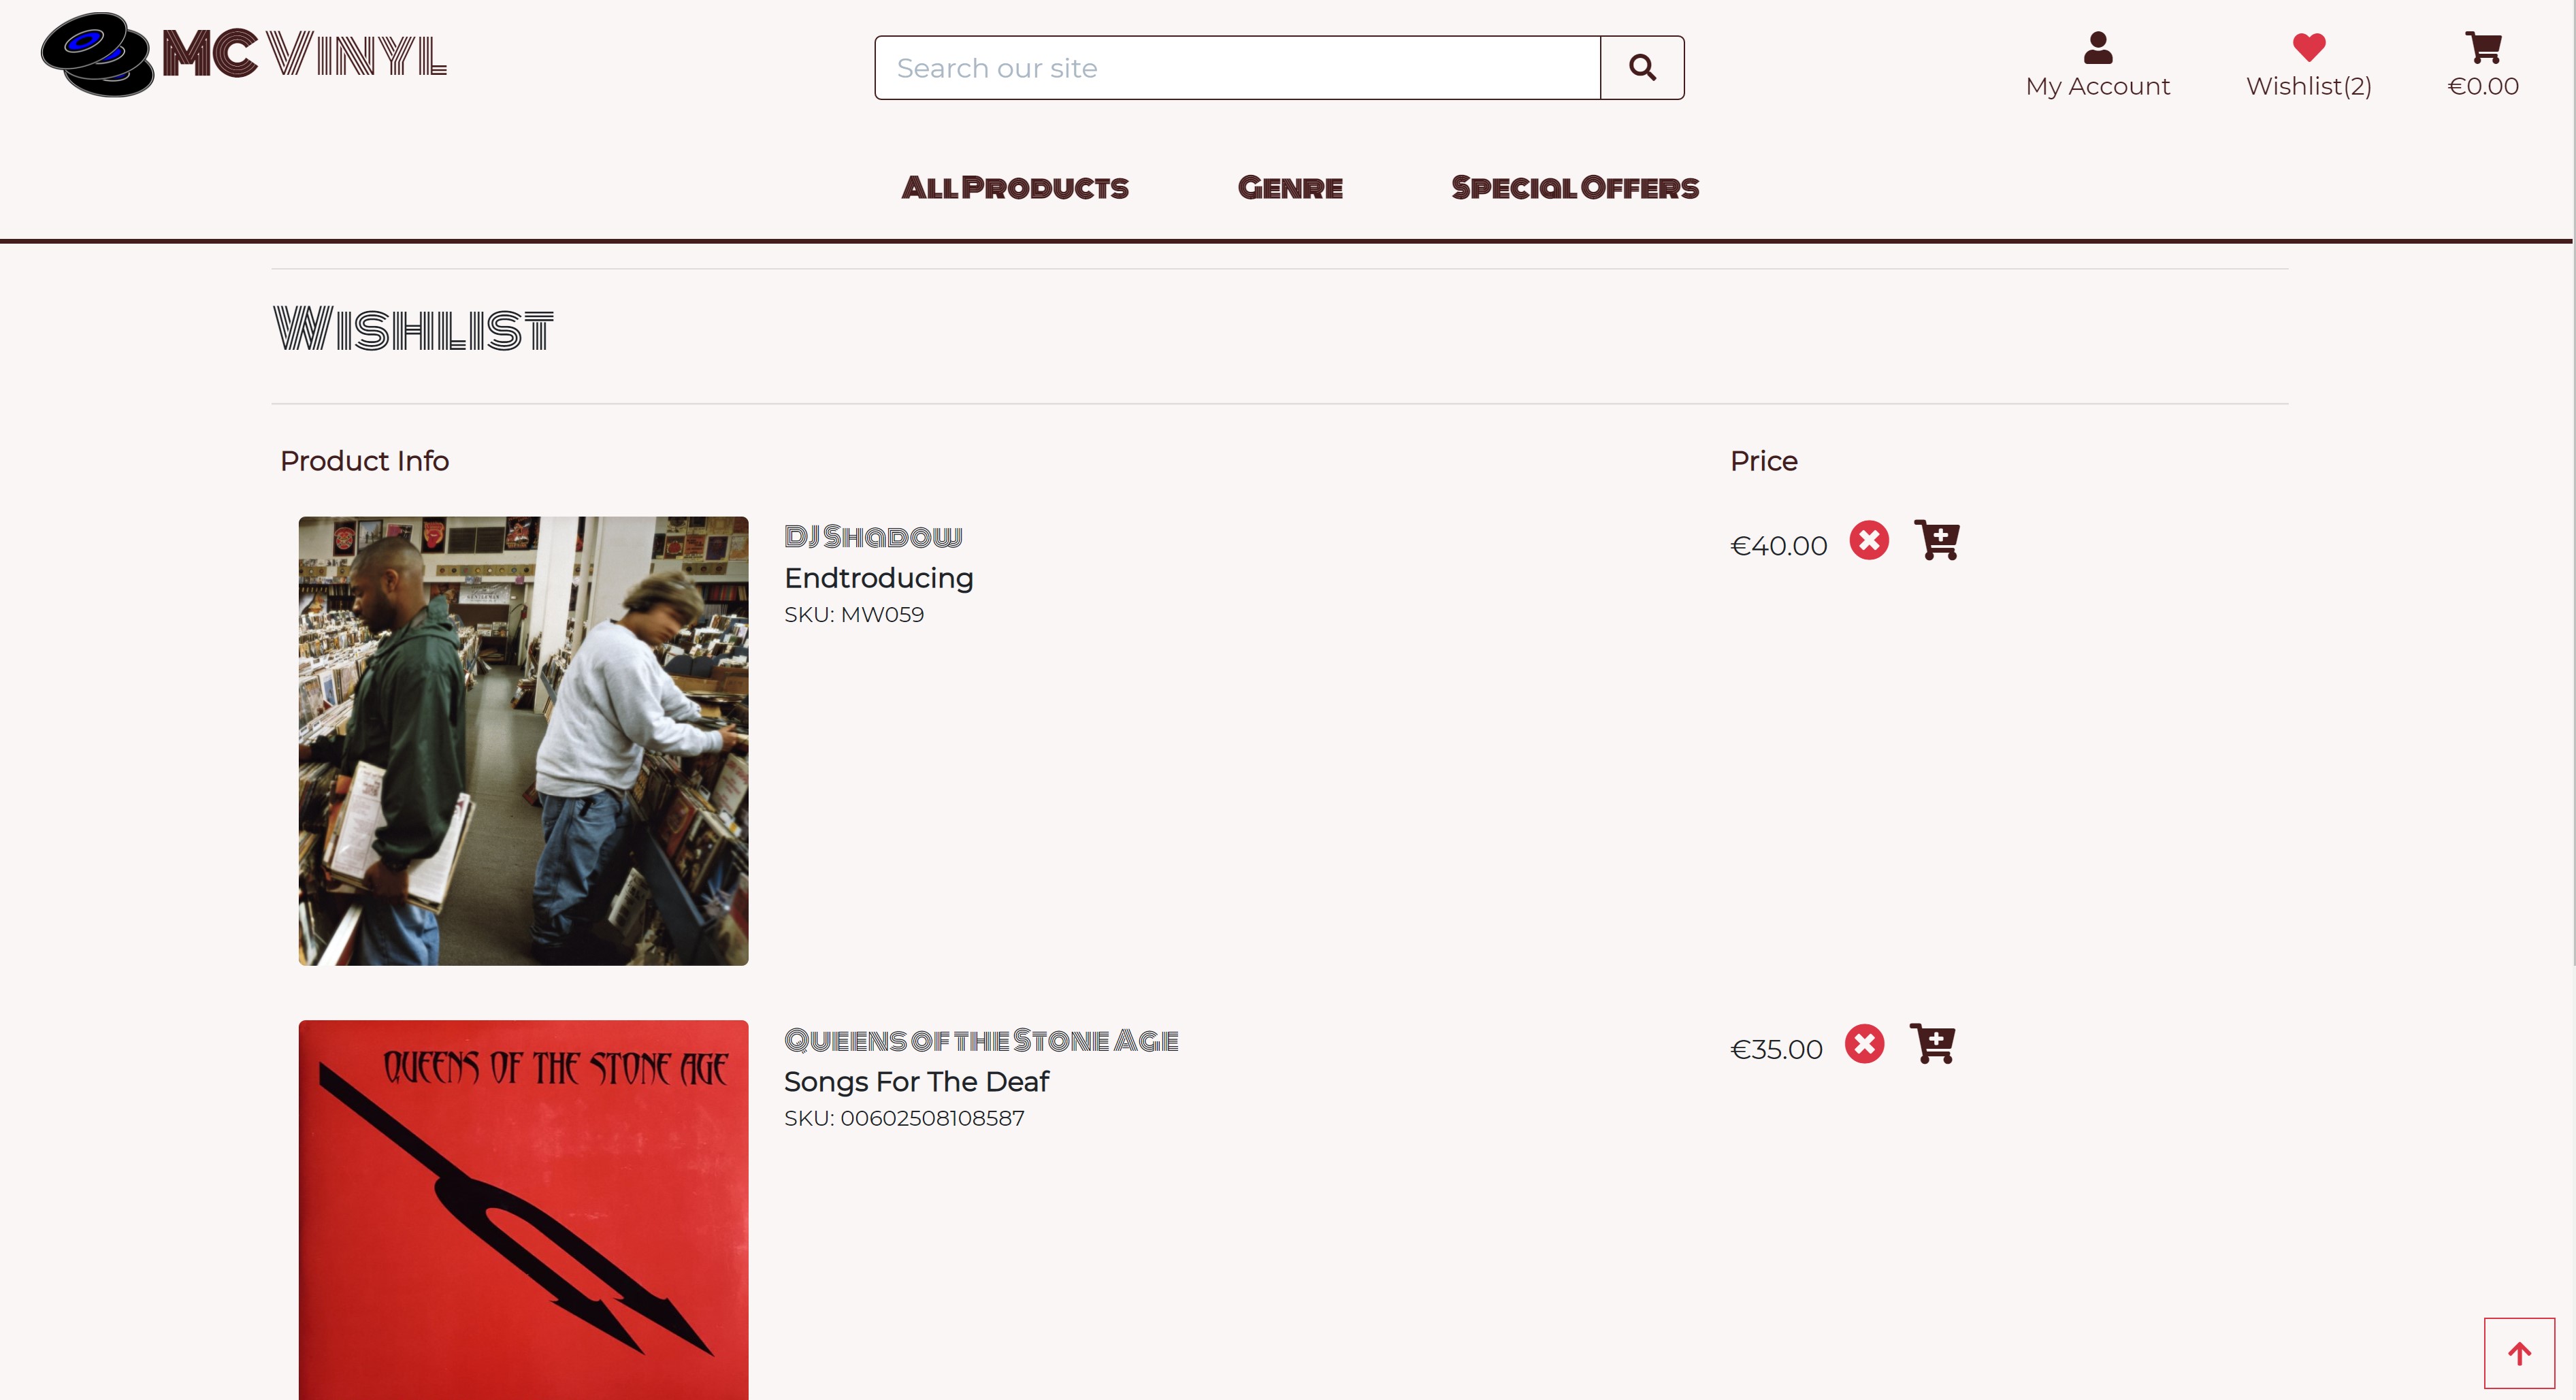 MC Vinyl
Search our site
My Account
Wishlist(2)
€0.00
All Products
Genre
Special Offers
Wishlist
Product Info
Price
DJ Shadow
Endtroducing
SKU: MW059
€40.00
QUEENS OF THE STONE AGE
Queens of the Stone Age
Songs For The Deaf
SKU: 00602508108587
€35.00